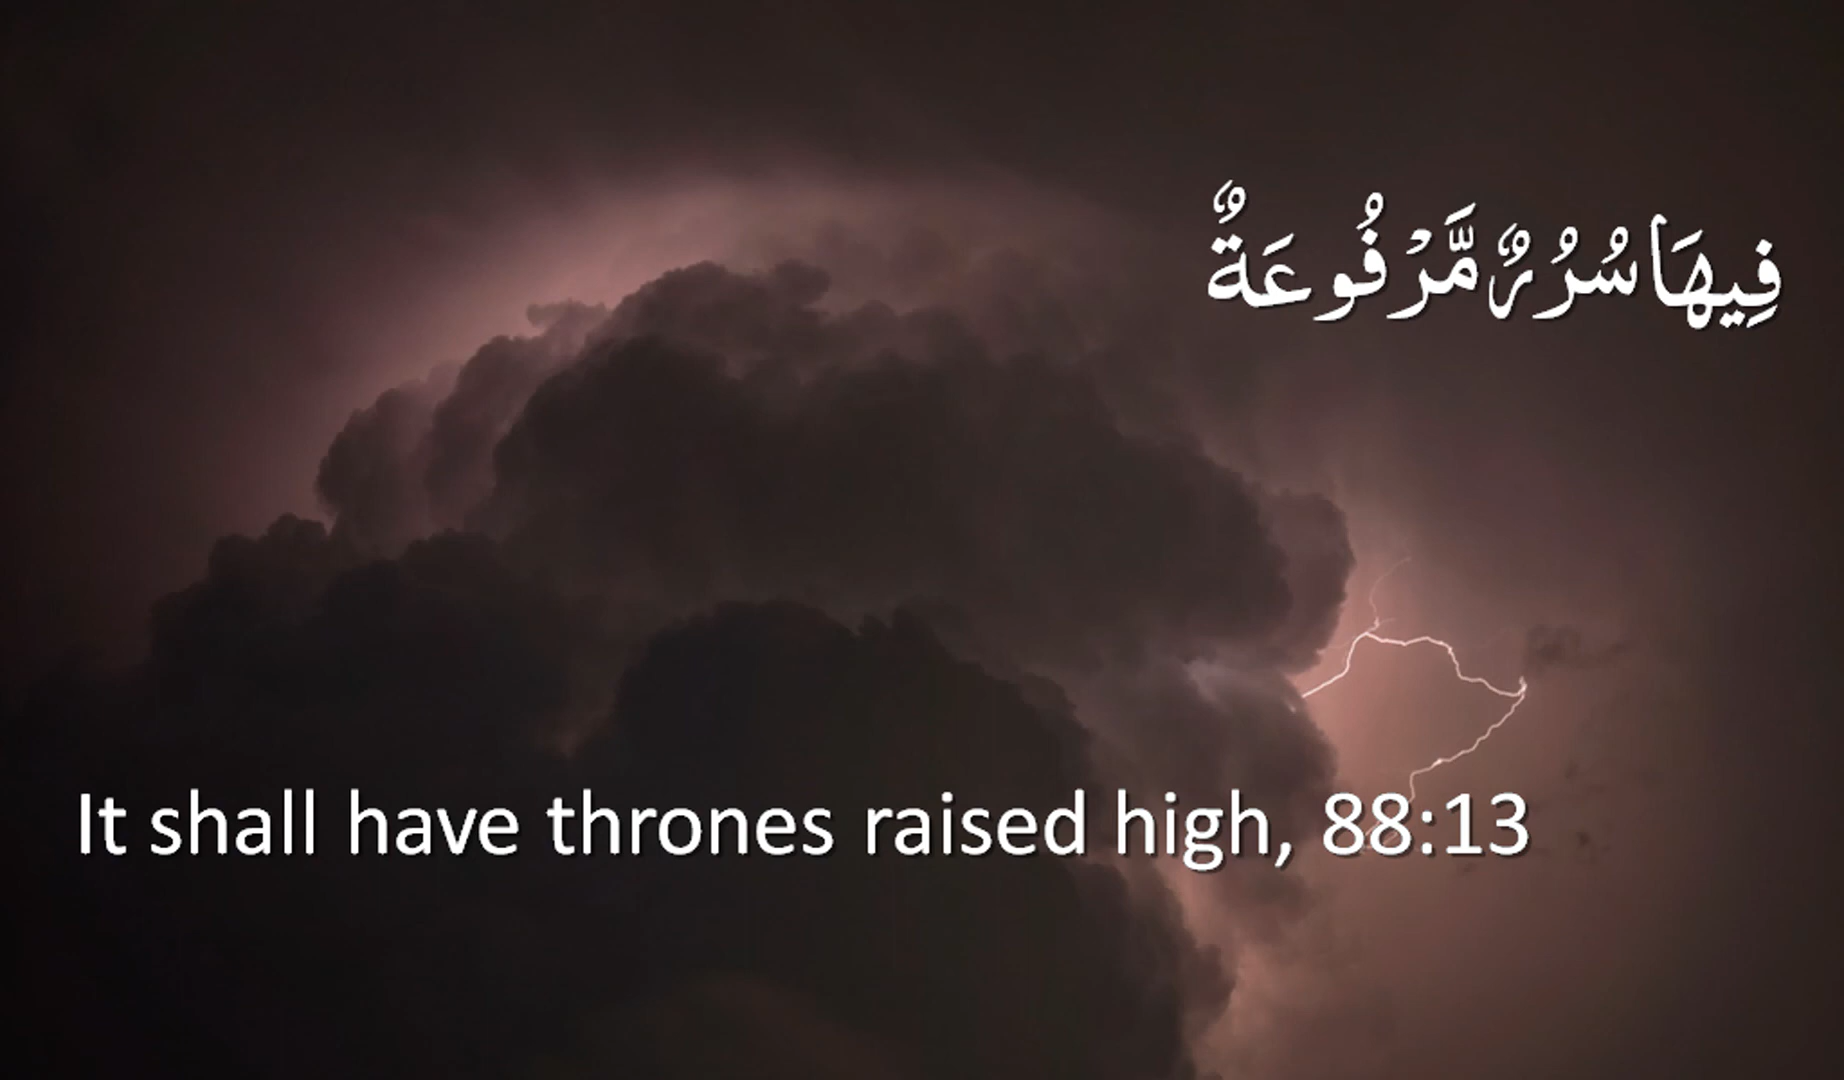 فِيهَا سُرُرٌ مَّرْفُوعَةٌ
It shall have thrones raised high, 88:13